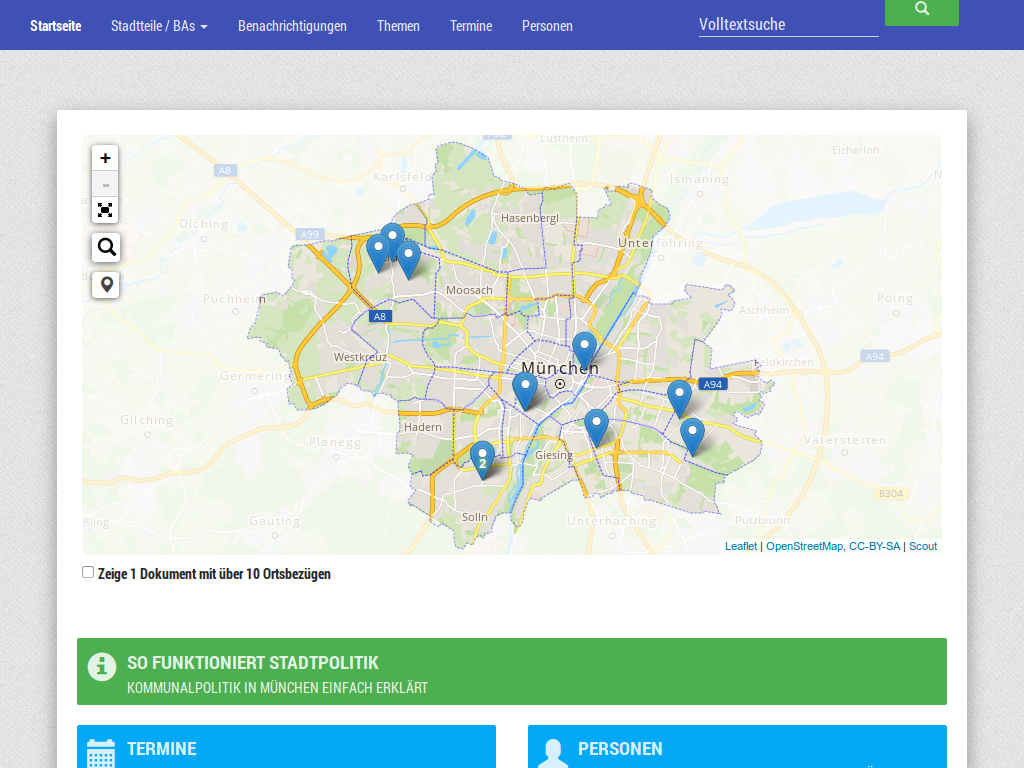 Startseite Stadtteile / BAs Benachrichtigungen Themen Termine Personen Volltextsuche
Lustheim
Eicherloh
A8
Karlsfeld
Ismaning
Olching
A99
Hasenbergl
Unterföhring
Moosach
Puchheim
Poing
Aschheim
A8
Westkreuz
A94
Feldkirchen
München
Germering
A94
Gilching
Hadern
Planegg
Vaterstetten
Giesing
B304
Solln
Gauting
Unterhaching
Putzbrunn
2
+
-
Leaflet | OpenStreetMap, CC-BY-SA | Scout
Zeige 1 Dokument mit über 10 Ortsbezügen
SO FUNKTIONIERT STADTPOLITIK
KOMMUNALPOLITIK IN MÜNCHEN EINFACH ERKLÄRT
TERMINE
PERSONEN